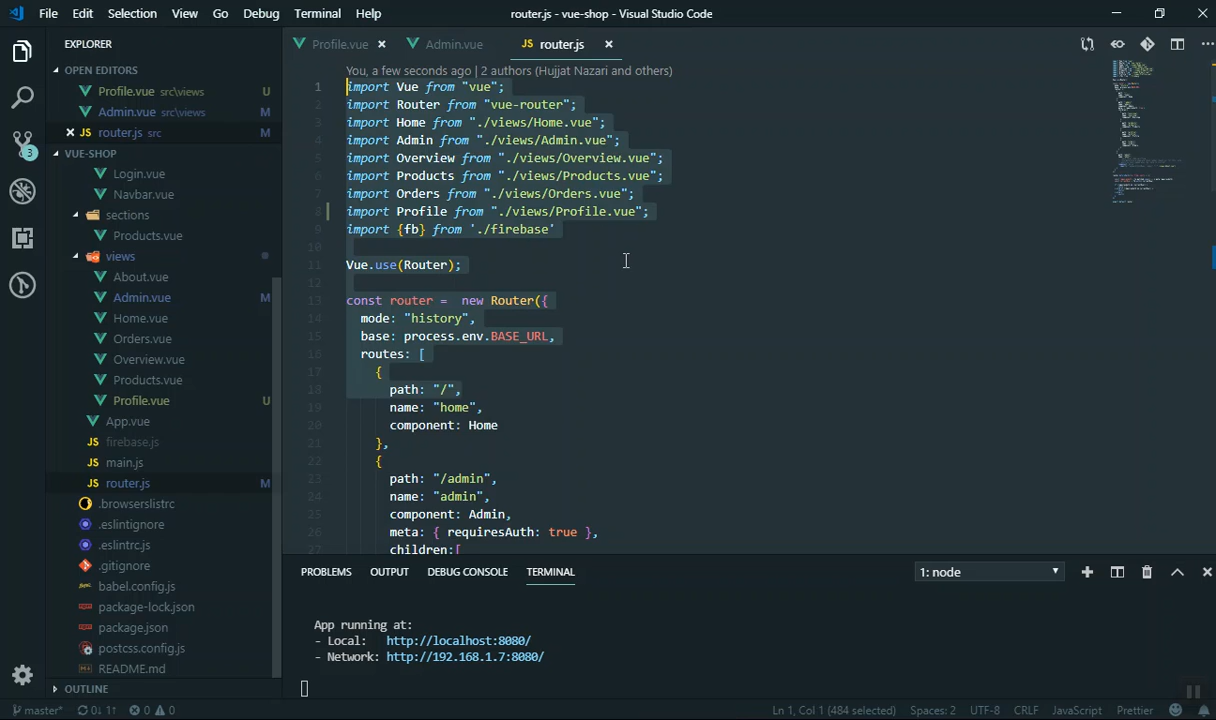 File Edit Selection View Go Debug Terminal Help
router.js - vue-shop - Visual Studio Code
EXPLORER
OPEN EDITORS
Profile.vue src\views U
Admin.vue src\views M
router.js src M
VUE-SHOP
Login.vue
Navbar.vue
sections
Products.vue
views
About.vue
Admin.vue M
Home.vue
Orders.vue
Overview.vue
Products.vue
Profile.vue U
App.vue
JS firebase.js
JS main.js
JS router.js M
.browserslistrc
.eslintignore
.eslintrc.js
.gitignore
babel.config.js
package-lock.json
package.json
postcss.config.js
README.md
OUTLINE
3
Profile.vue Admin.vue JS router.js
You, a few seconds ago | 2 authors (Hujjat Nazari and others)
1 import Vue from "vue";
2 import Router from "vue-router";
3 import Home from "./views/Home.vue";
4 import Admin from "./views/Admin.vue";
5 import Overview from "./views/Overview.vue";
6 import Products from "./views/Products.vue";
7 import Orders from "./views/Orders.vue";
8 import Profile from "./views/Profile.vue";
9 import {fb} from './firebase'
10
11 Vue.use(Router);
12
13 const router =  new Router({
14 mode: "history",
15 base: process.env.BASE_URL,
16 routes: [
17 {
18 path: "/",
19 name: "home",
20 component: Home
21 },
22 {
23 path: "/admin",
24 name: "admin",
25 component: Admin,
26 meta: { requiresAuth: true },
27 children:[
PROBLEMS OUTPUT DEBUG CONSOLE TERMINAL 1: node
App running at:
- Local: http://localhost:8080/
- Network: http://192.168.1.7:8080/
master* 0↓ 1↑ 0 0 Ln 1, Col 1 (484 selected) Spaces: 2 UTF-8 CRLF JavaScript Prettier